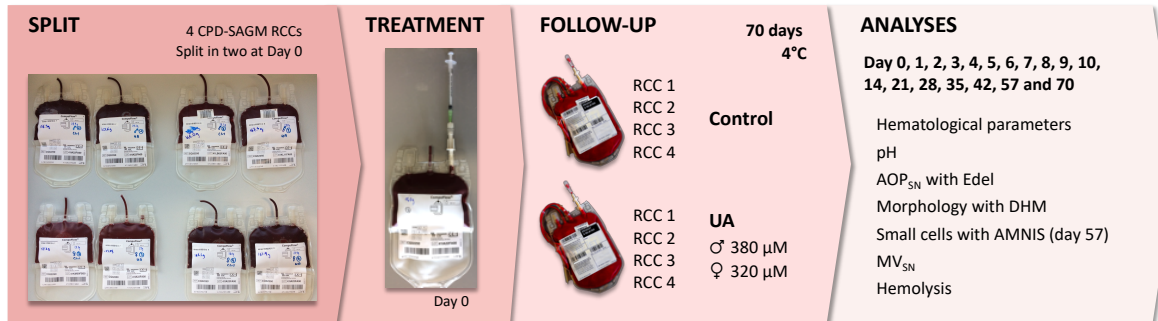 SPLIT
4 CPD-SAGM RCCs
Split in two at Day 0
TREATMENT
Day 0
FOLLOW-UP
70 days
4°C
RCC 1
RCC 2
RCC 3
RCC 4
Control
RCC 1
RCC 2
RCC 3
RCC 4
UA
♂ 380 µM
♀ 320 µM
ANALYSES
Day 0, 1, 2, 3, 4, 5, 6, 7, 8, 9, 10,
14, 21, 28, 35, 42, 57 and 70
Hematological parameters
pH
AOPSN with Edel
Morphology with DHM
Small cells with AMNIS (day 57)
MVSN
Hemolysis